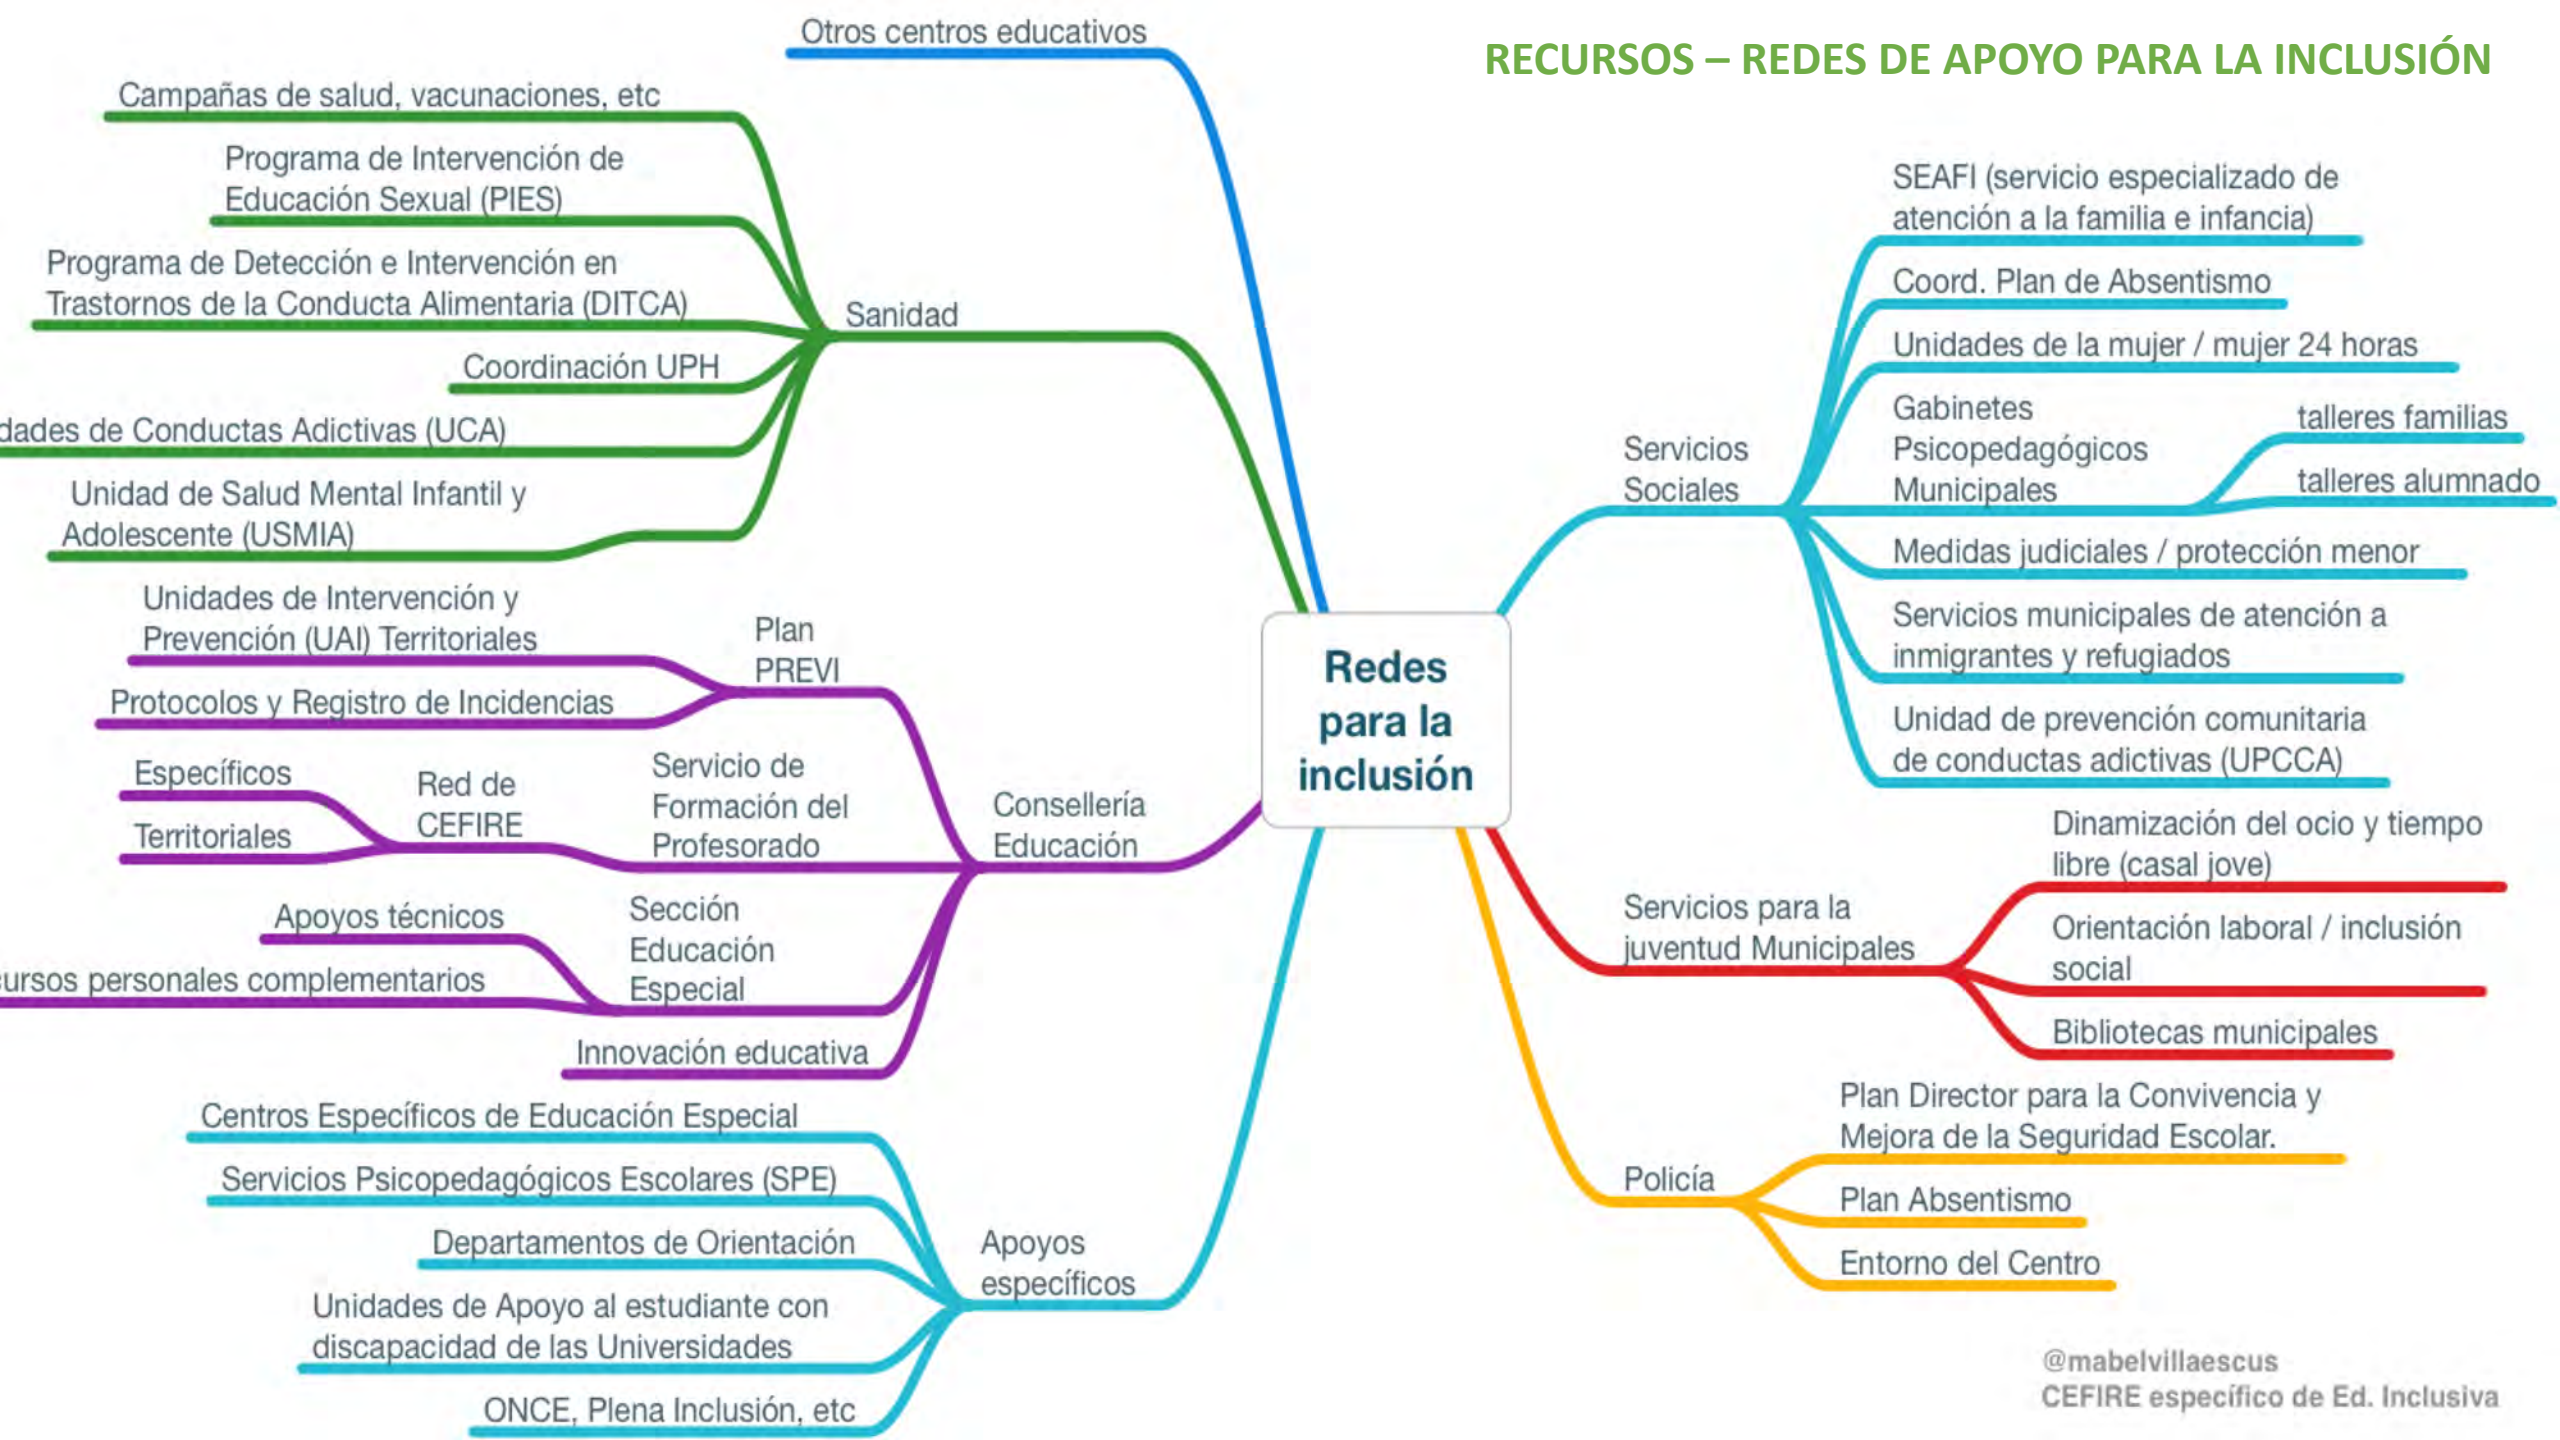 RECURSOS – REDES DE APOYO PARA LA INCLUSIÓN
Otros centros educativos
Campañas de salud, vacunaciones, etc
Programa de Intervención de
Educación Sexual (PIES)
Programa de Detección e Intervención en
Trastornos de la Conducta Alimentaria (DITCA)
Coordinación UPH
de Conductas Adictivas (UCA)
Unidad de Salud Mental Infantil y
Adolescente (USMIA)
Sanidad
Unidades de Intervención y
Prevención (UAI) Territoriales
Protocolos y Registro de Incidencias
Plan
PREVI
Específicos
Territoriales
Red de
CEFIRE
Servicio de
Formación del
Profesorado
Apoyos técnicos
personales complementarios
Sección
Educación
Especial
Innovación educativa
Consellería
Educación
Centros Específicos de Educación Especial
Servicios Psicopedagógicos Escolares (SPE)
Departamentos de Orientación
Unidades de Apoyo al estudiante con
discapacidad de las Universidades
ONCE, Plena Inclusión, etc
Apoyos
específicos
Redes
para la
inclusión
Servicios
Sociales
SEAFI (servicio especializado de
atención a la familia e infancia)
Coord. Plan de Absentismo
Unidades de la mujer / mujer 24 horas
Gabinetes
Psicopedagógicos
Municipales
talleres familias
talleres alumnado
Medidas judiciales / protección menor
Servicios municipales de atención a
inmigrantes y refugiados
Unidad de prevención comunitaria
de conductas adictivas (UPCCA)
Servicios para la
juventud Municipales
Dinamización del ocio y tiempo
libre (casal jove)
Orientación laboral / inclusión
social
Bibliotecas municipales
Policía
Plan Director para la Convivencia y
Mejora de la Seguridad Escolar.
Plan Absentismo
Entorno del Centro
@mabelvillaescus
CEFIRE específico de Ed. Inclusiva